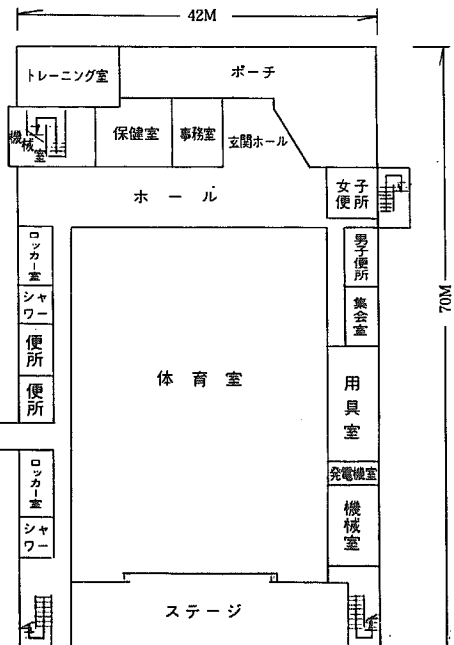 42M
トレーニング室
ポーチ
機械室
保健室
事務室
玄関ホール
ホール
女子便所
ロッカー室
男子便所
シャワー
集会室
70M
便所
体育室
用具室
便所
ロッカー室
発電機室
シャワー
機械室
ステージ